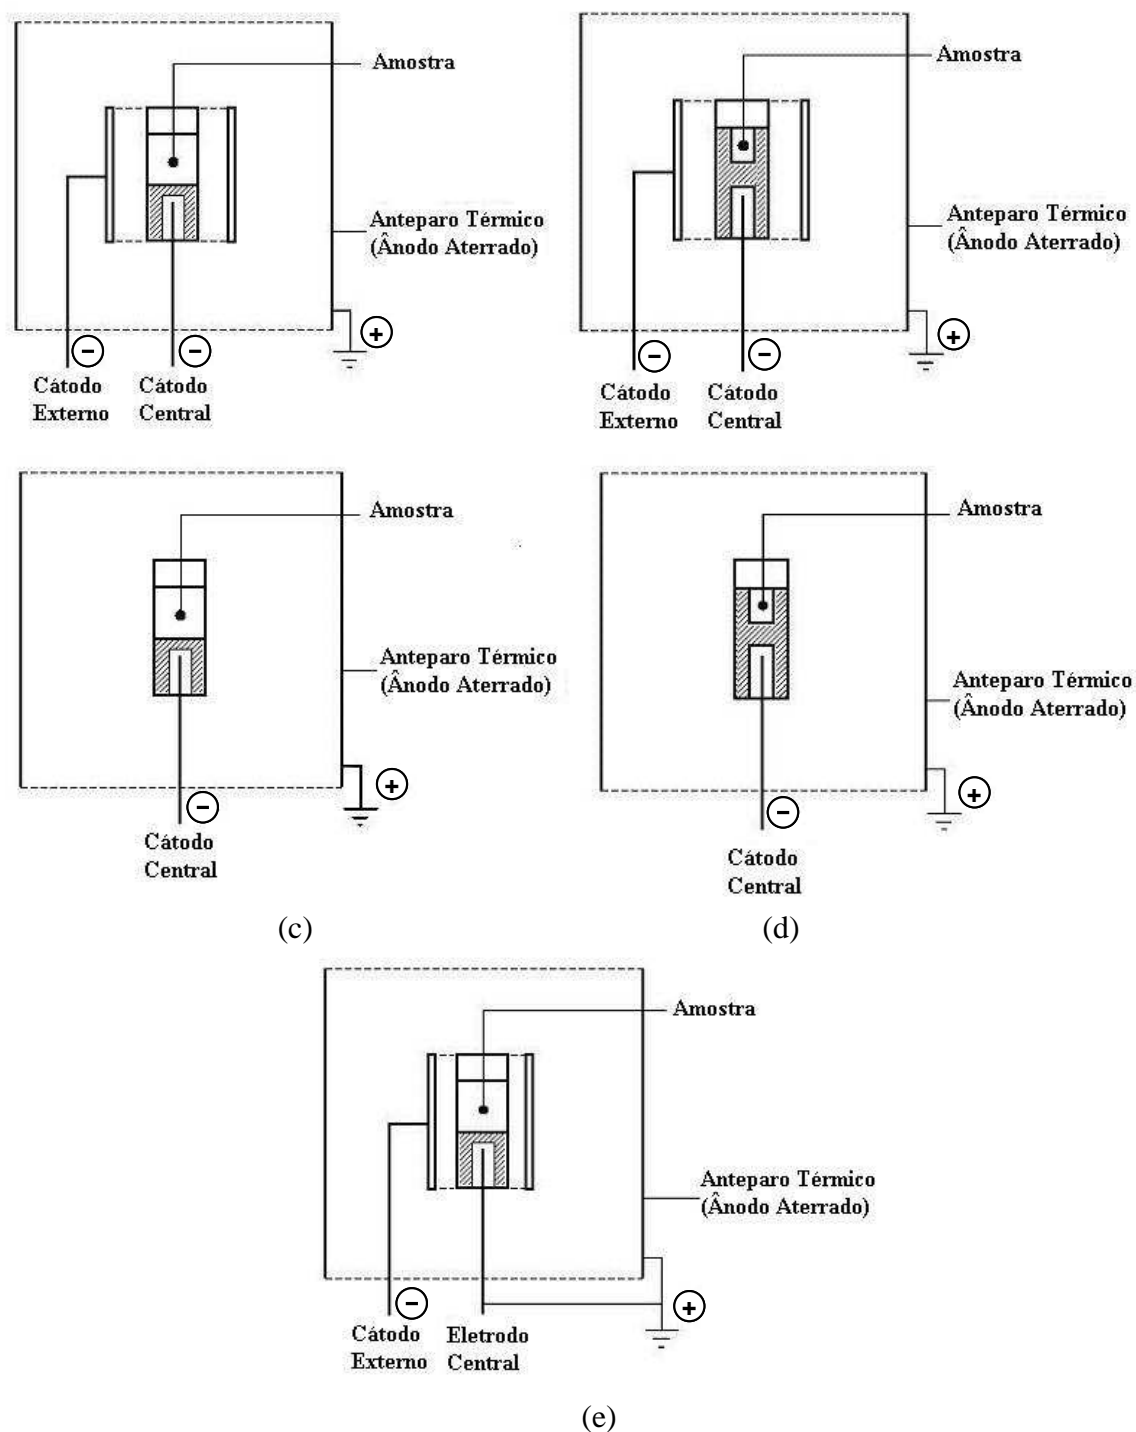 Amostra
Anteparo Térmico
(Ânodo Aterrado)
+
−
−
Cátodo
Externo
Cátodo
Central
Amostra
Anteparo Térmico
(Ânodo Aterrado)
+
−
−
Cátodo
Externo
Cátodo
Central
Amostra
Anteparo Térmico
(Ânodo Aterrado)
+
−
Cátodo
Central
(c)
Amostra
Anteparo Térmico
(Ânodo Aterrado)
+
−
Cátodo
Central
(d)
Amostra
Anteparo Térmico
(Ânodo Aterrado)
−
+
Cátodo
Externo
Eletrodo
Central
(e)